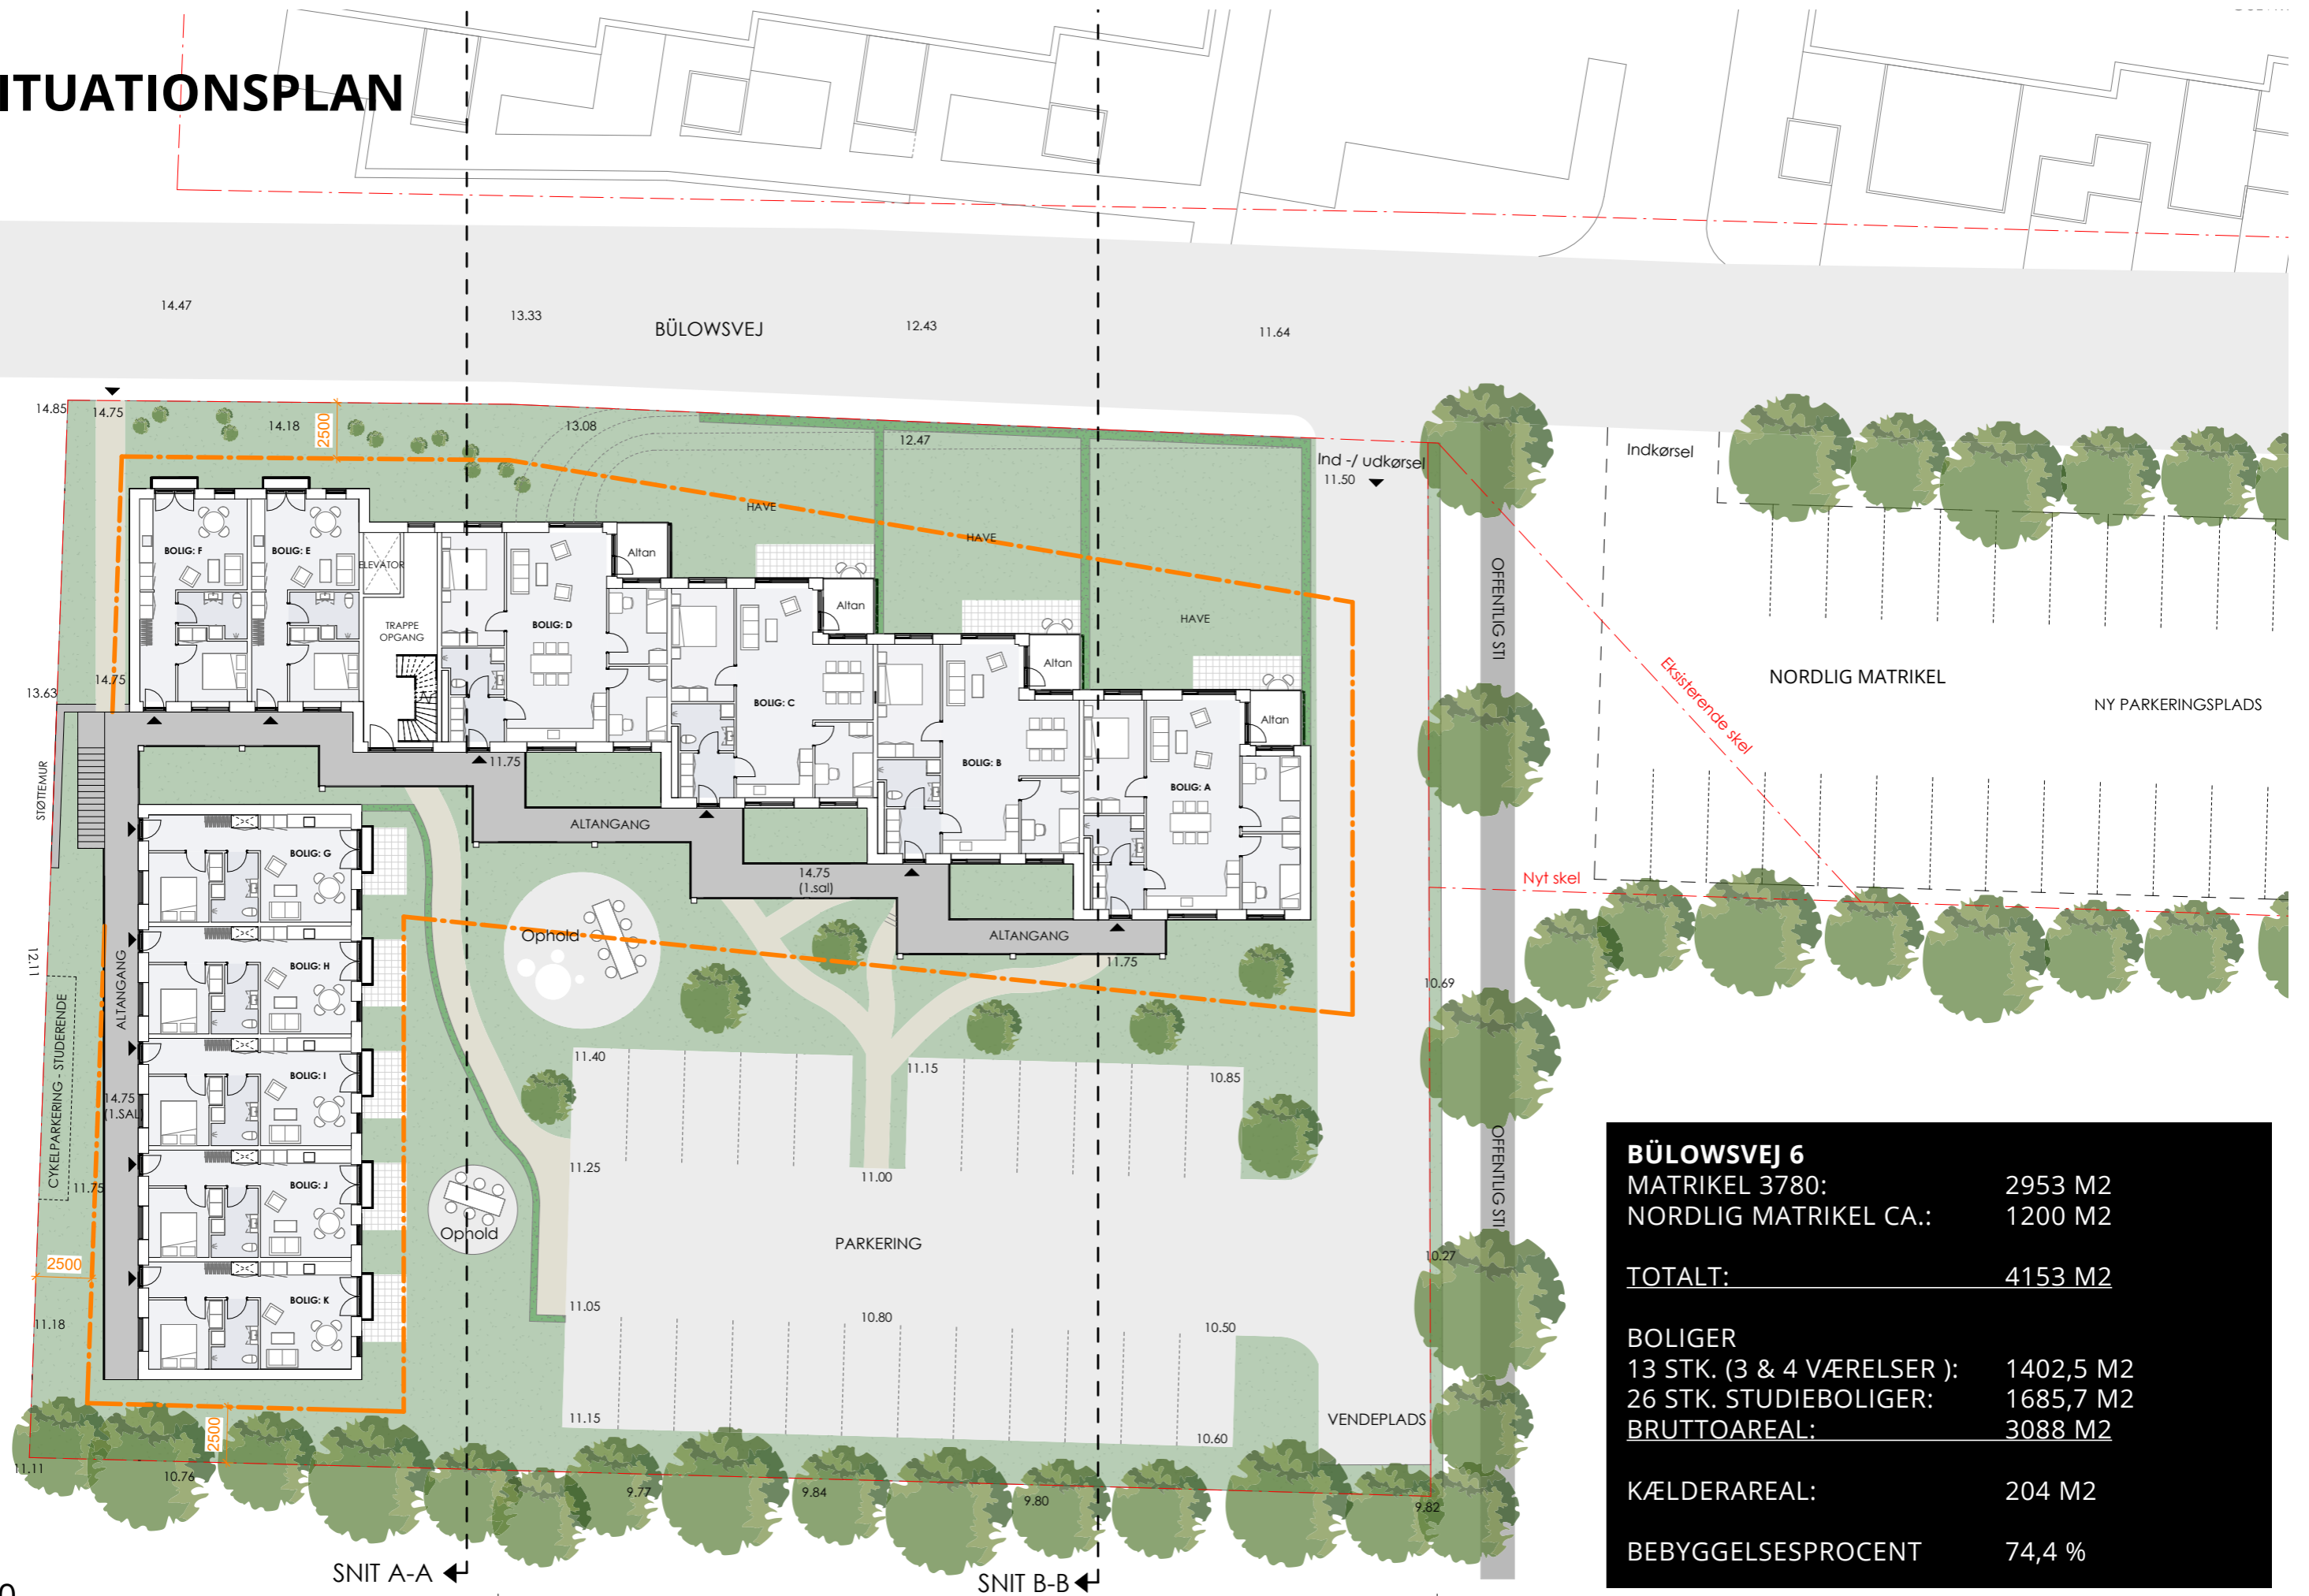 ITUATIONSPLAN
14.47
13.33
BÜLOWSVEJ
12.43
11.64
14.85
14.75
14.18
2500
13.08
12.47
Ind -/ udkørsel
11.50
Indkørsel
HAVE
HAVE
HAVE
BOLIG: F
BOLIG: E
ELEVATOR
TRAPPE
OPGANG
BOLIG: D
Altan
Altan
Altan
Altan
BOLIG: C
BOLIG: B
BOLIG: A
14.75
13.63
STØTTEMUR
11.75
ALTANGANG
14.75
(1.sal)
ALTANGANG
11.75
OFFENTLIG STI
Eksisterende skel
NORDLIG MATRIKEL
NY PARKERINGSPLADS
Nyt skel
BOLIG: G
BOLIG: H
BOLIG: I
BOLIG: J
BOLIG: K
ALTANGANG
12.11
CYKELPARKERING - STUDERENDE
14.75
(1.SAL)
11.75
Ophold
Ophold
10.69
11.40
11.15
10.85
11.25
11.00
PARKERING
OFFENTLIG STI
10.27
2500
11.18
11.05
10.80
10.50
11.15
10.60
VENDEPLADS
2500
11.11
10.76
9.77
9.84
9.80
9.82
SNIT A-A
SNIT B-B
BÜLOWSVEJ 6
MATRIKEL 3780: 2953 M2
NORDLIG MATRIKEL CA.: 1200 M2
TOTALT: 4153 M2
BOLIGER
13 STK. (3 & 4 VÆRELSER ): 1402,5 M2
26 STK. STUDIEBOLIGER: 1685,7 M2
BRUTTOAREAL: 3088 M2
KÆLDERAREAL: 204 M2
BEBYGGELSESPROCENT 74,4 %